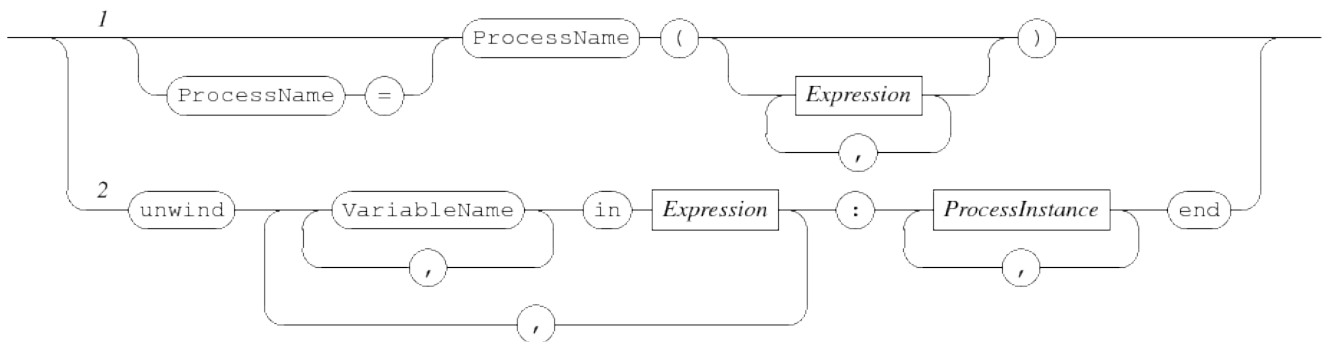 1
ProcessName (  )
ProcessName = Expression
,
2
unwind VariableName in Expression : ProcessInstance end
, ,
,